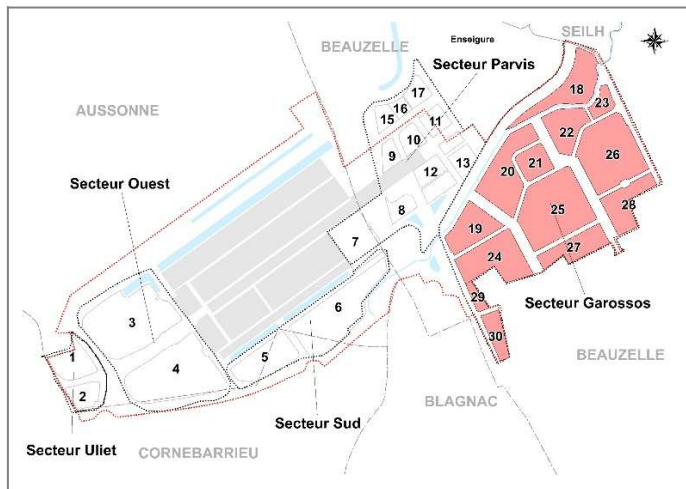 SEILH
BEAUZELLE
Enseigure
Secteur Parvis
AUSSONNE
17
16
15
11
10
9
13
12
8
7
18
23
22
21
20
26
25
28
19
24
27
29
30
Secteur Ouest
3
6
4
5
1
2
Secteur Garossos
BEAUZELLE
BLAGNAC
Secteur Sud
Secteur Uliet
CORNEBARRIEU